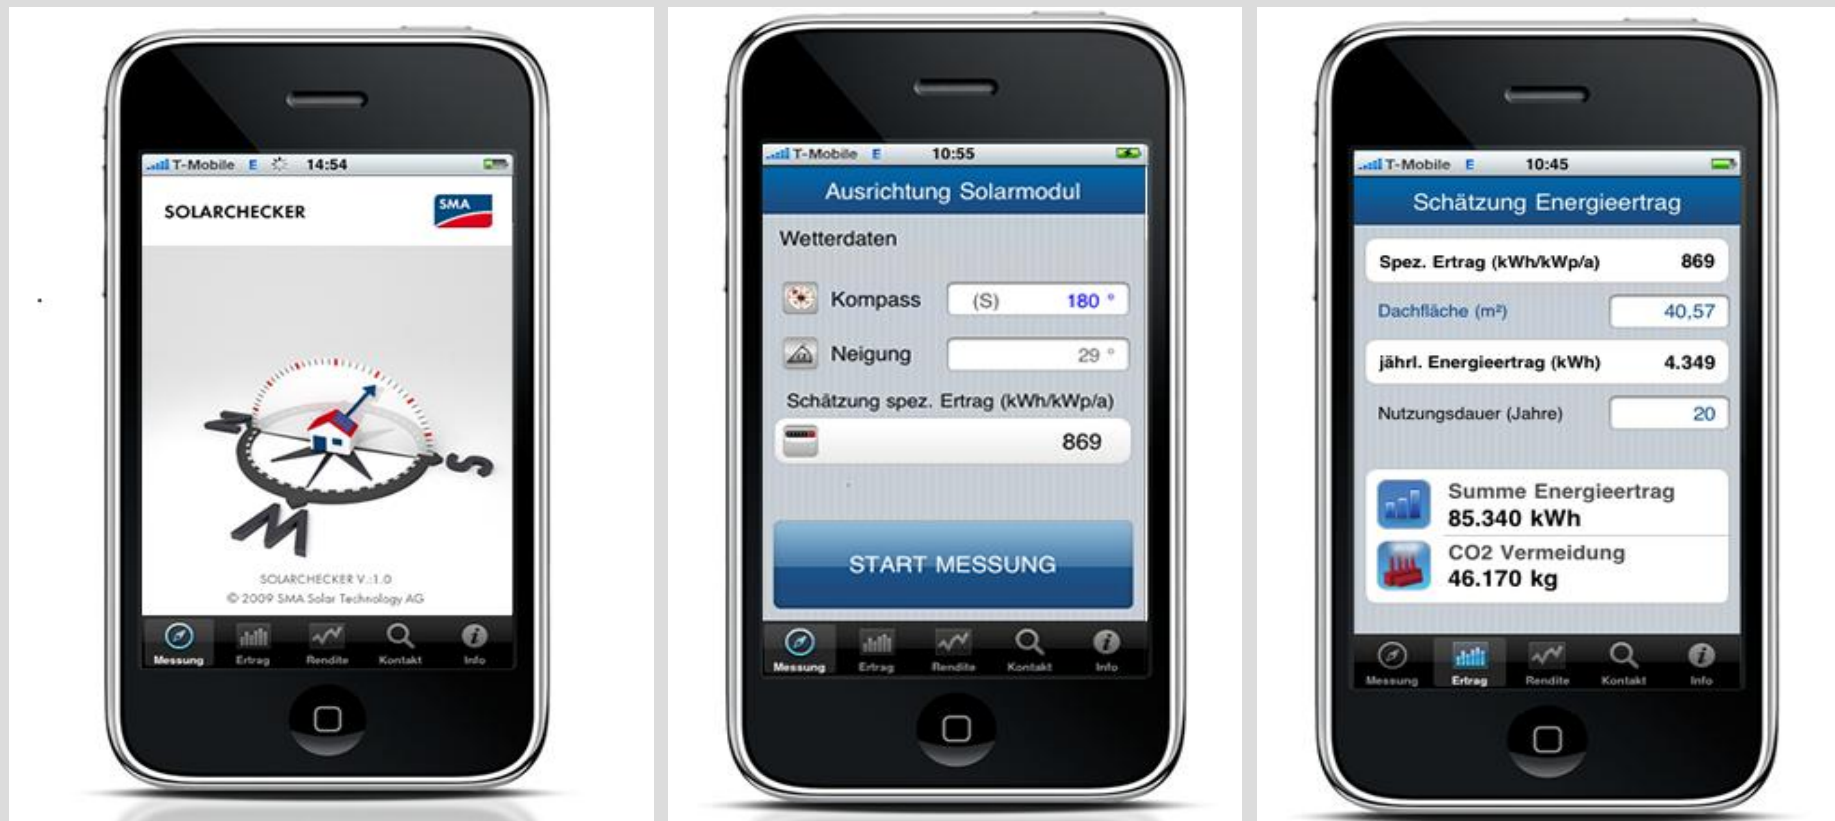 T-Mobile E 14:54
SOLARCHECKER
SMA
N
S
W
SOLARCHECKER V.:1.0
© 2009 SMA Solar Technology AG
Messung Ertrag Rendite Kontakt Info
T-Mobile E 10:55
Ausrichtung Solarmodul
Wetterdaten
Kompass (S) 180 °
Neigung 29 °
Schätzung spez. Ertrag (kWh/kWp/a)
869
START MESSUNG
Messung Ertrag Rendite Kontakt Info
T-Mobile E 10:45
Schätzung Energieertrag
Spez. Ertrag (kWh/kWp/a) 869
Dachfläche (m²) 40,57
jährl. Energieertrag (kWh) 4.349
Nutzungsdauer (Jahre) 20
Summe Energieertrag
85.340 kWh
CO2 Vermeidung
46.170 kg
Messung Ertrag Rendite Kontakt Info